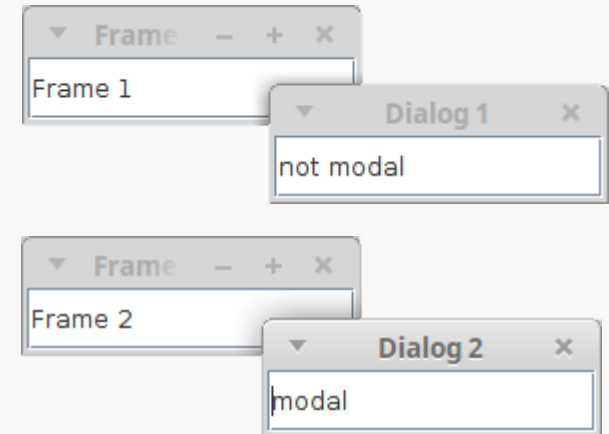 Frame
Frame 1
Dialog 1
not modal
Frame
Frame 2
Dialog 2
modal